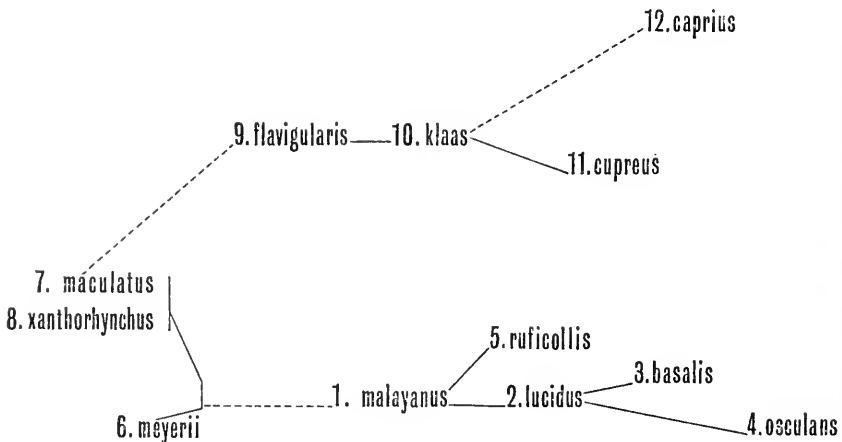 12. caprius
9. flavigularis
10. klaas
11. cupreus
7. maculatus
8. xanthorhynchus
5. ruficollis
3. basalis
1. malayanus
2. lucidus
4. osculans
6. meyerii